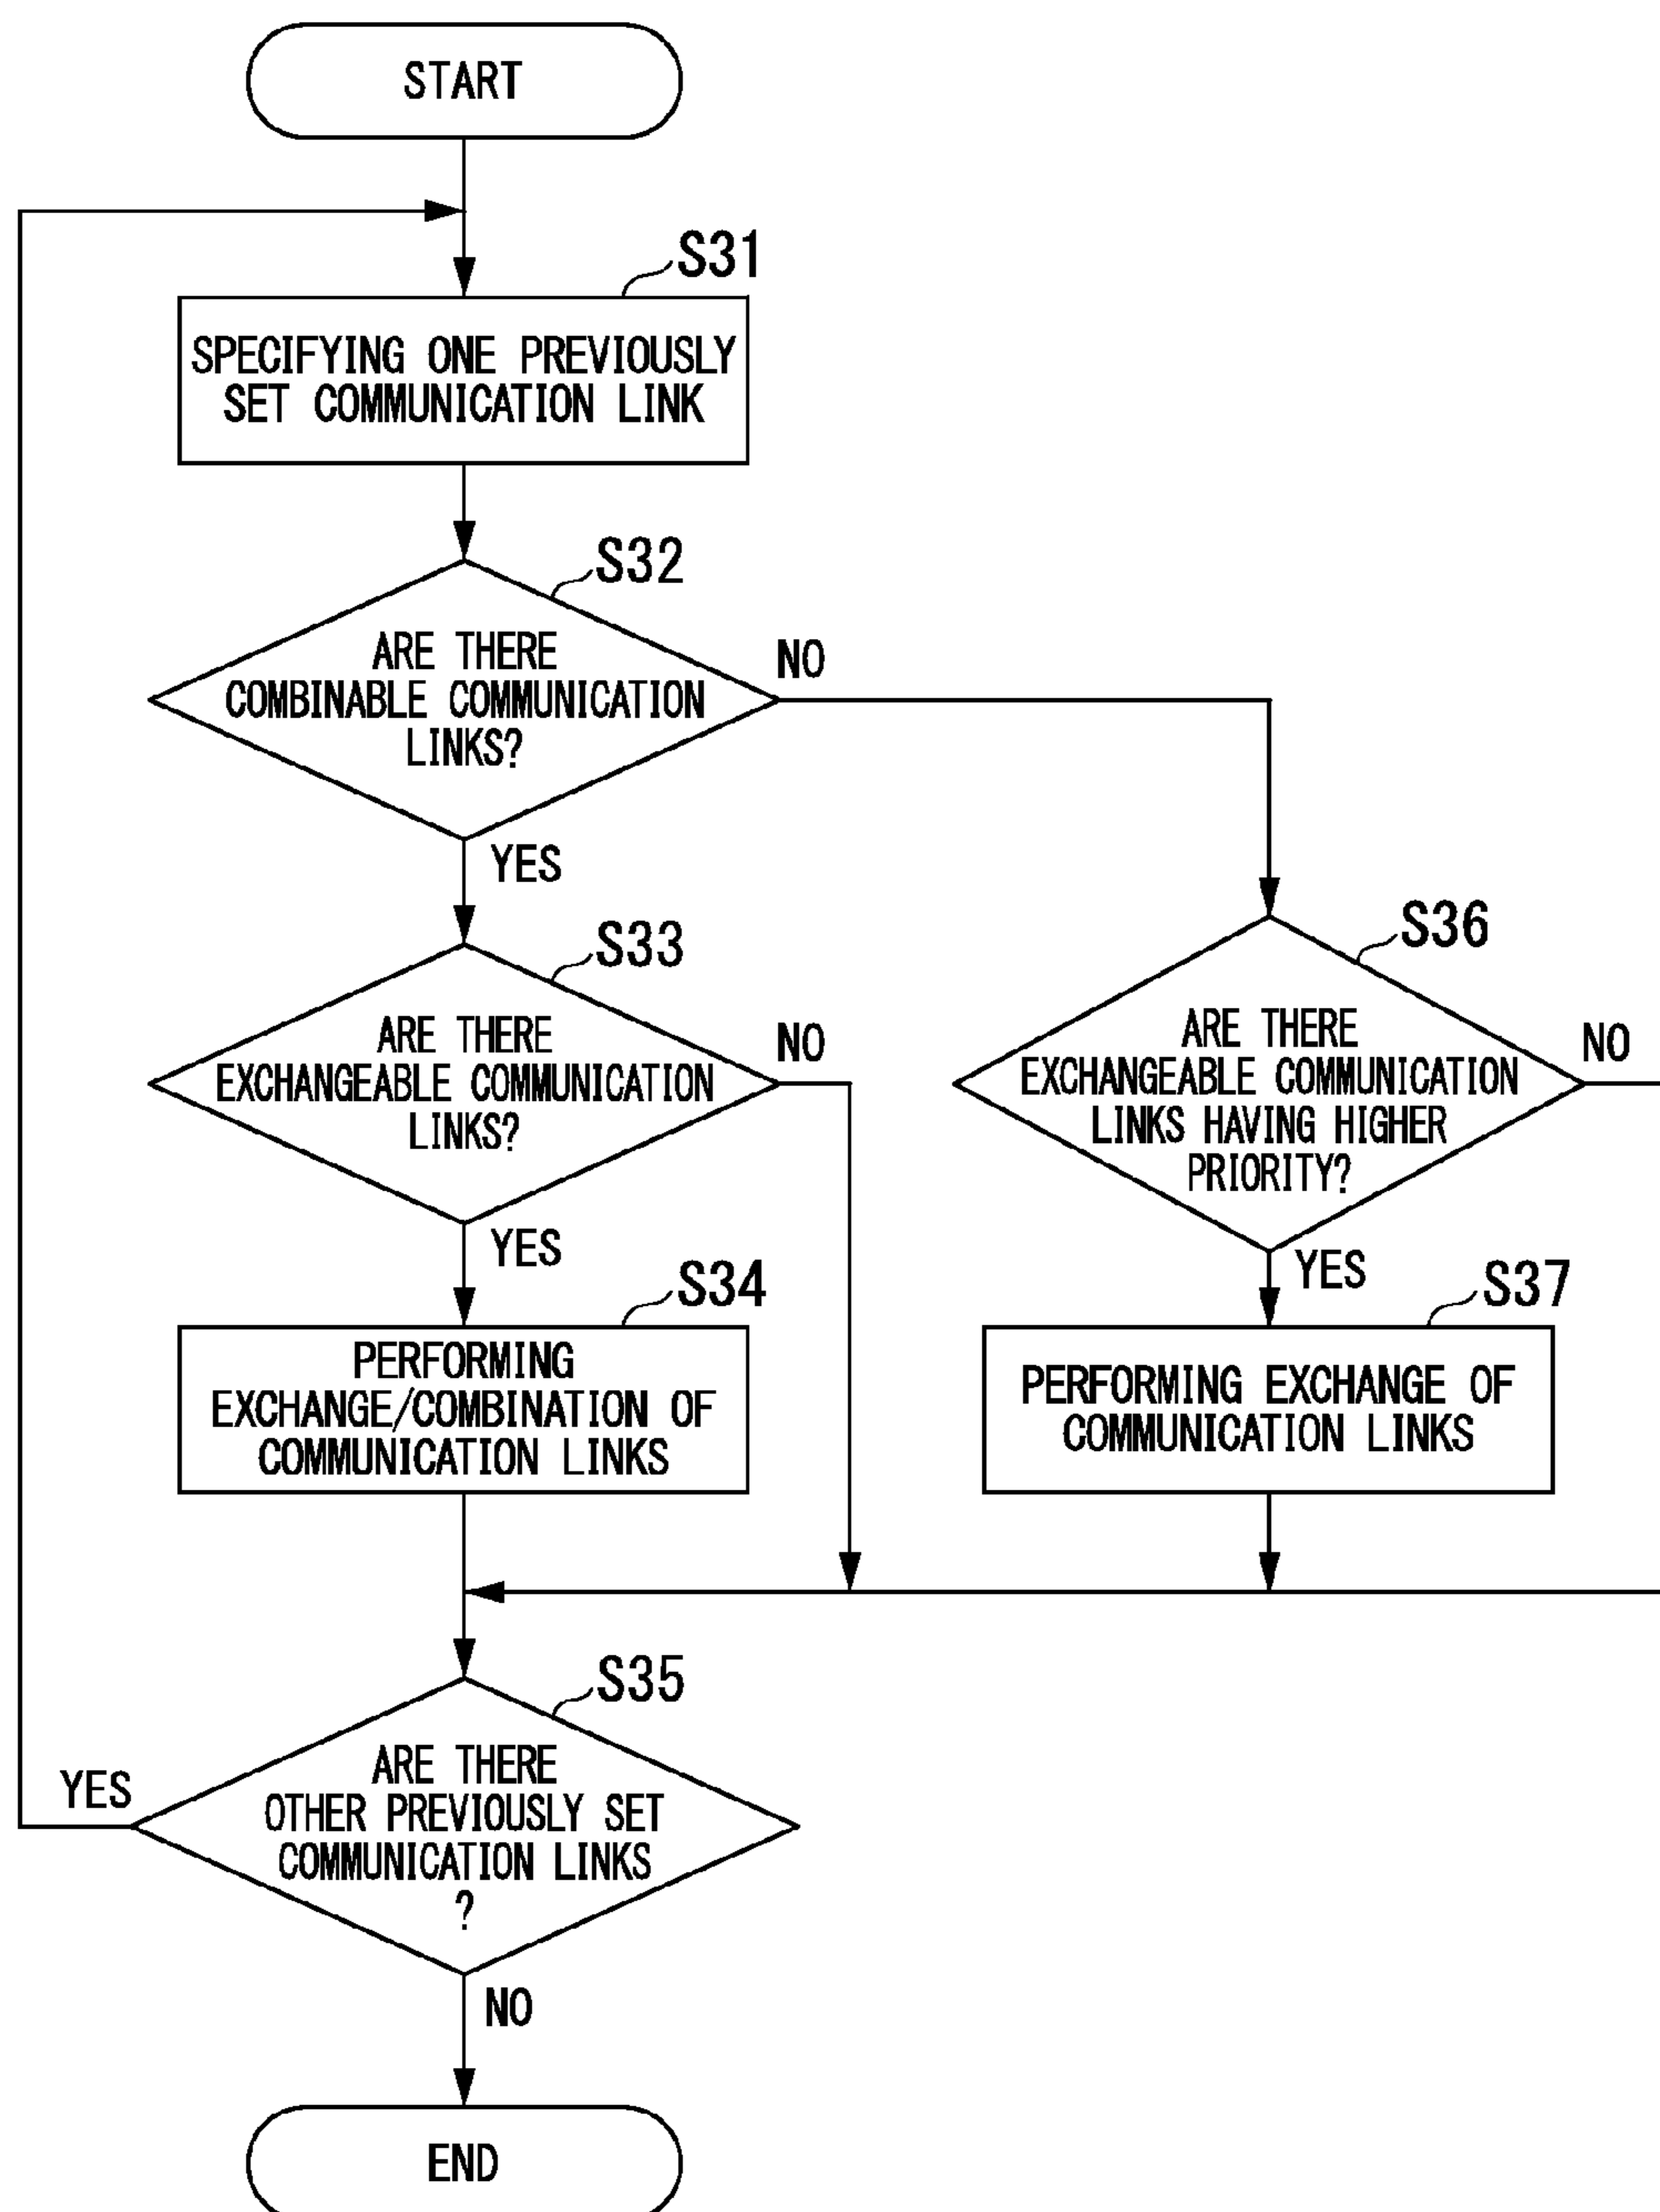 START
S31
SPECIFYING ONE PREVIOUSLY
SET COMMUNICATION LINK
S32
ARE THERE
COMBINABLE COMMUNICATION
LINKS?
NO
YES
S33
ARE THERE
EXCHANGEABLE COMMUNICATION
LINKS?
NO
YES
S36
ARE THERE
EXCHANGEABLE COMMUNICATION
LINKS HAVING HIGHER
PRIORITY?
NO
YES
S34
PERFORMING
EXCHANGE/COMBINATION OF
COMMUNICATION LINKS
S37
PERFORMING EXCHANGE OF
COMMUNICATION LINKS
S35
ARE THERE
OTHER PREVIOUSLY SET
COMMUNICATION LINKS
?
YES
NO
END